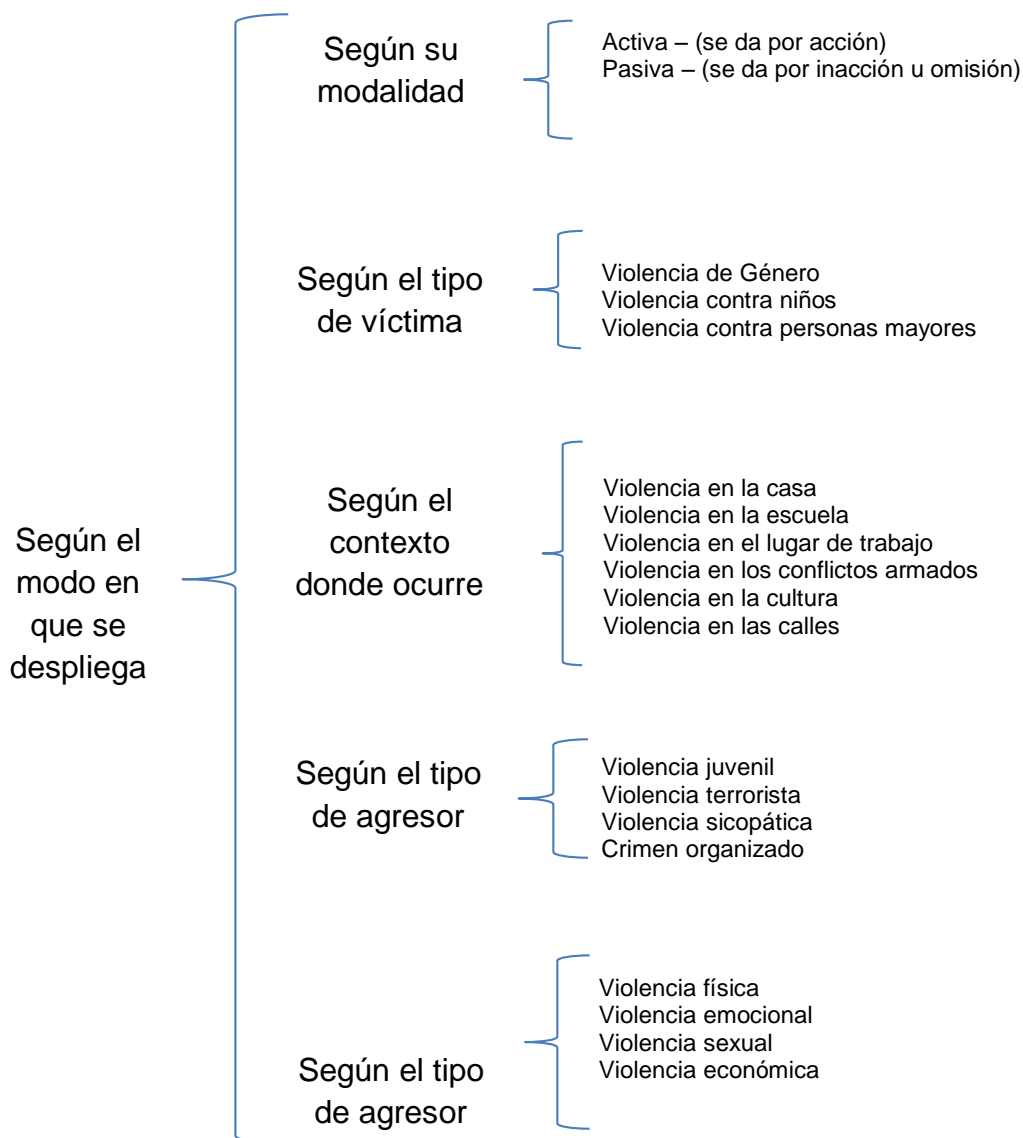 Según el
modo en
que se
despliega
Según su
modalidad
Activa – (se da por acción)
Pasiva – (se da por inacción u omisión)
Según el tipo
de víctima
Violencia de Género
Violencia contra niños
Violencia contra personas mayores
Según el
contexto
donde ocurre
Violencia en la casa
Violencia en la escuela
Violencia en el lugar de trabajo
Violencia en los conflictos armados
Violencia en la cultura
Violencia en las calles
Según el tipo
de agresor
Violencia juvenil
Violencia terrorista
Violencia sicopática
Crimen organizado
Según el tipo
de agresor
Violencia física
Violencia emocional
Violencia sexual
Violencia económica